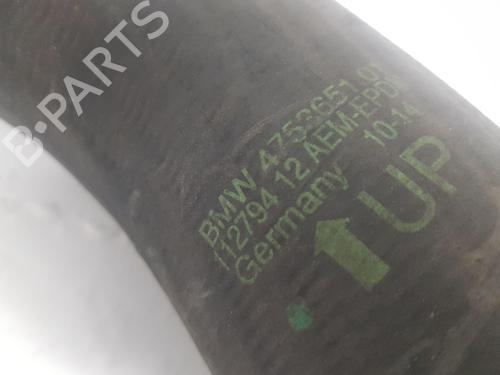 B-PARTS
BMW 4753651.01
112794 12 AEM-EPDM
Germany 10-14
UP